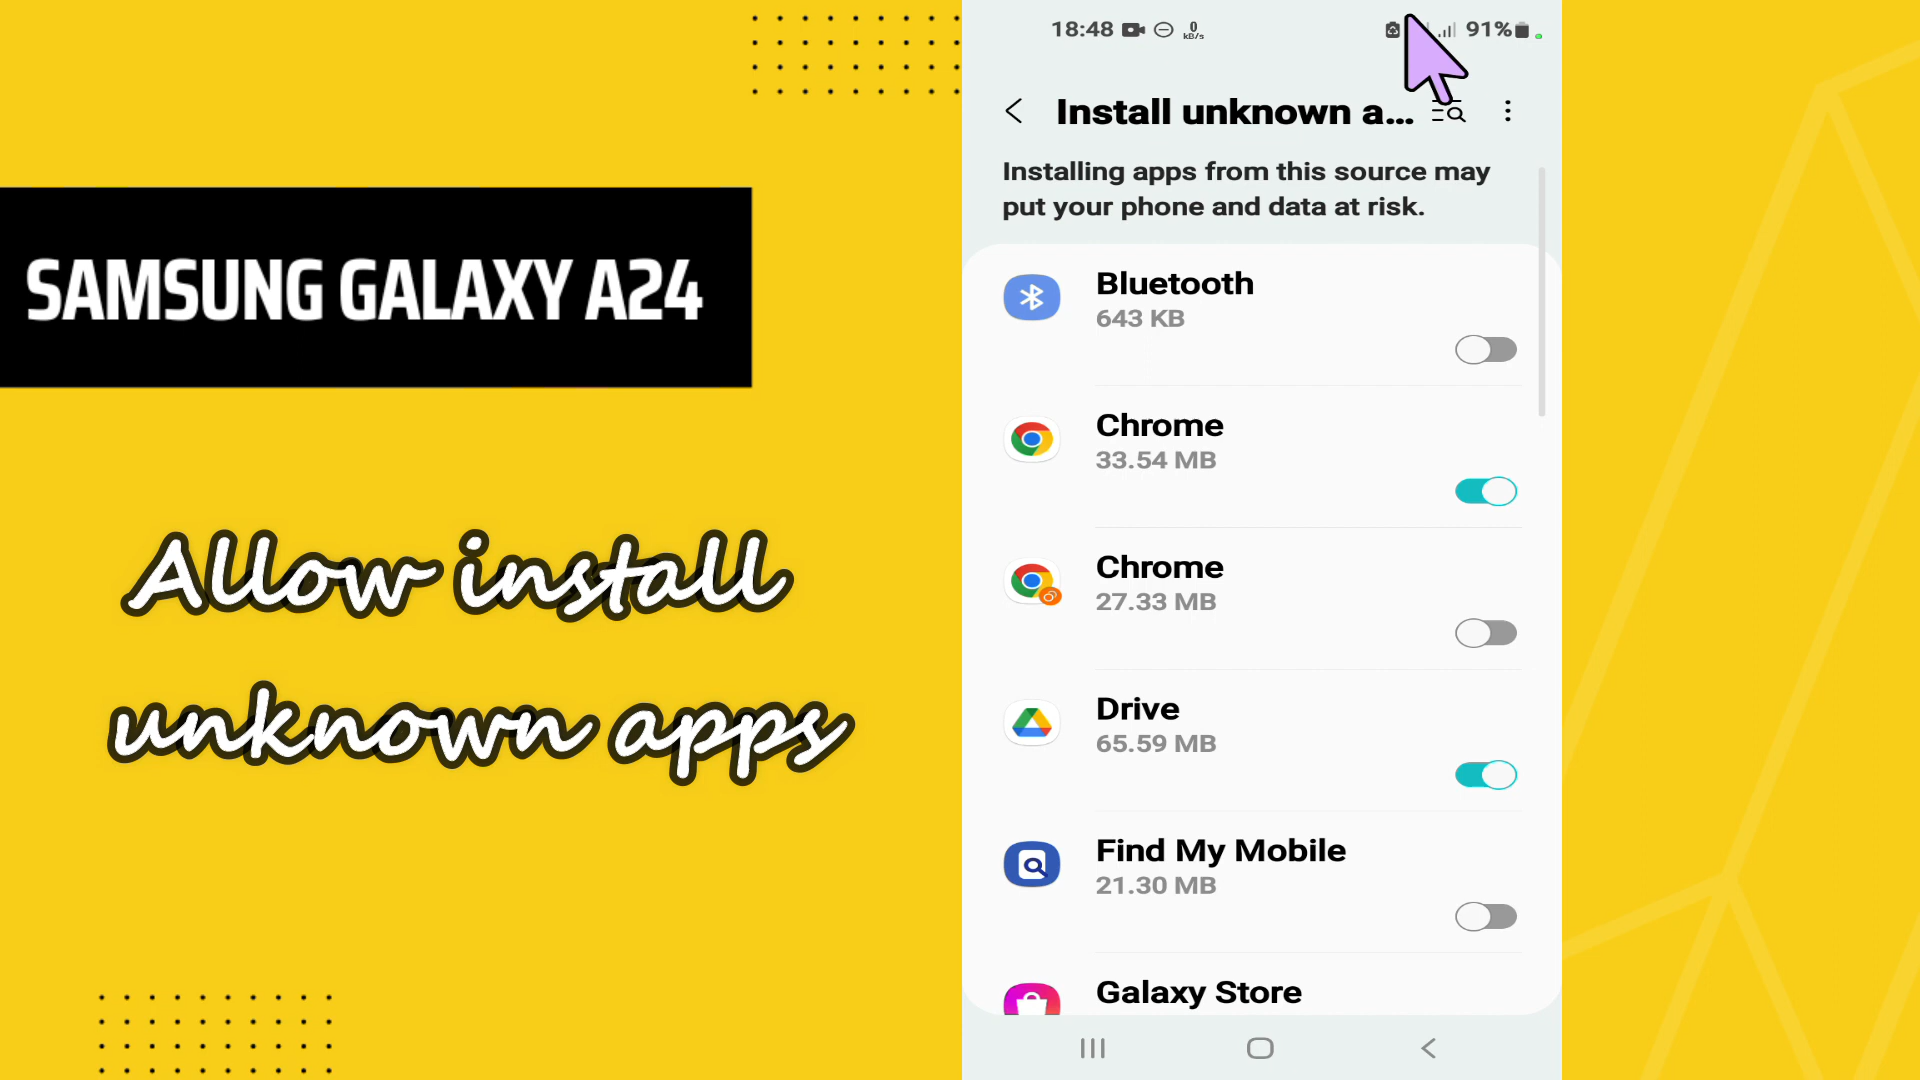 SAMSUNG GALAXY A24
Allow install
unknown apps
18:48
0
kB/s
91%
Install unknown a...
Installing apps from this source may
put your phone and data at risk.
Bluetooth
643 KB
Chrome
33.54 MB
Chrome
27.33 MB
Drive
65.59 MB
Find My Mobile
21.30 MB
Galaxy Store